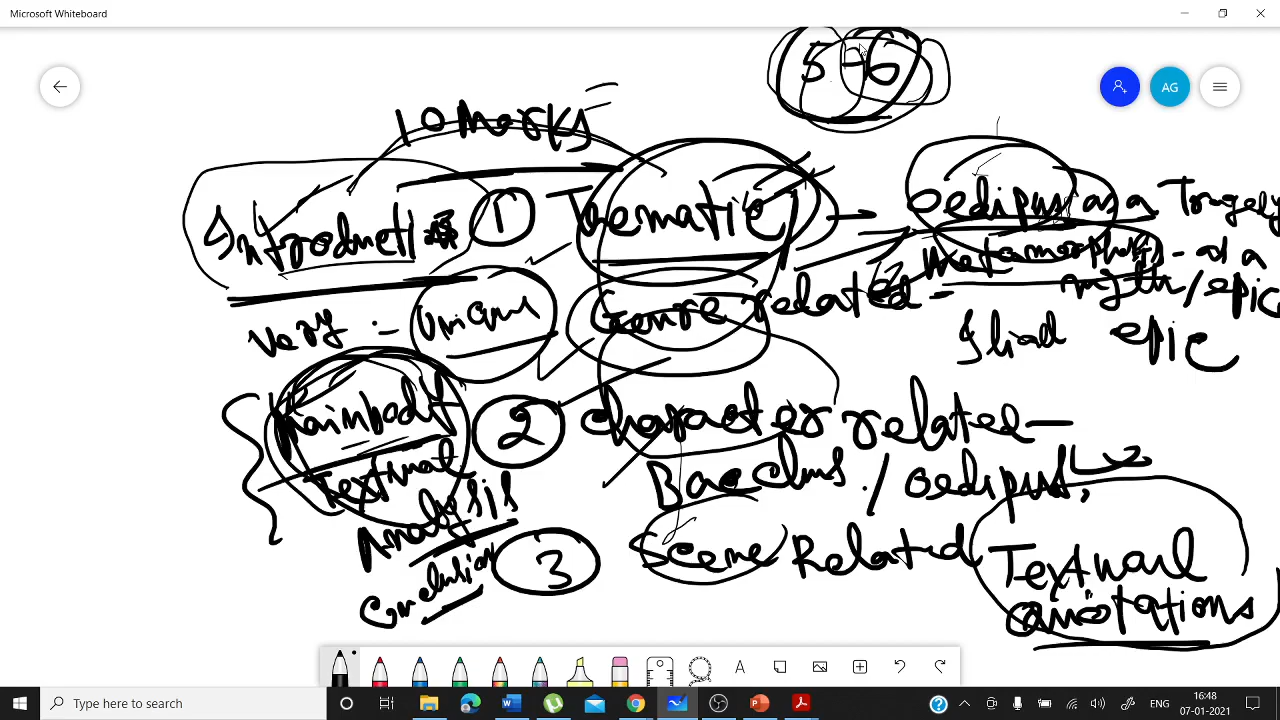 Microsoft Whiteboard
5-6
AG
10 marks
Introduction 1 Thematic - Oedipus as a Tragedy
Metamorphosis - as a
myth/epic
very :- unique Genre related -
Iliad epic
mainbody 2 Character related -
Textual Bacchus / oedipus,
Analysis
Conclusion 3 Scene Related Textual
annotations
A
Type here to search
ENG
16:48
07-01-2021